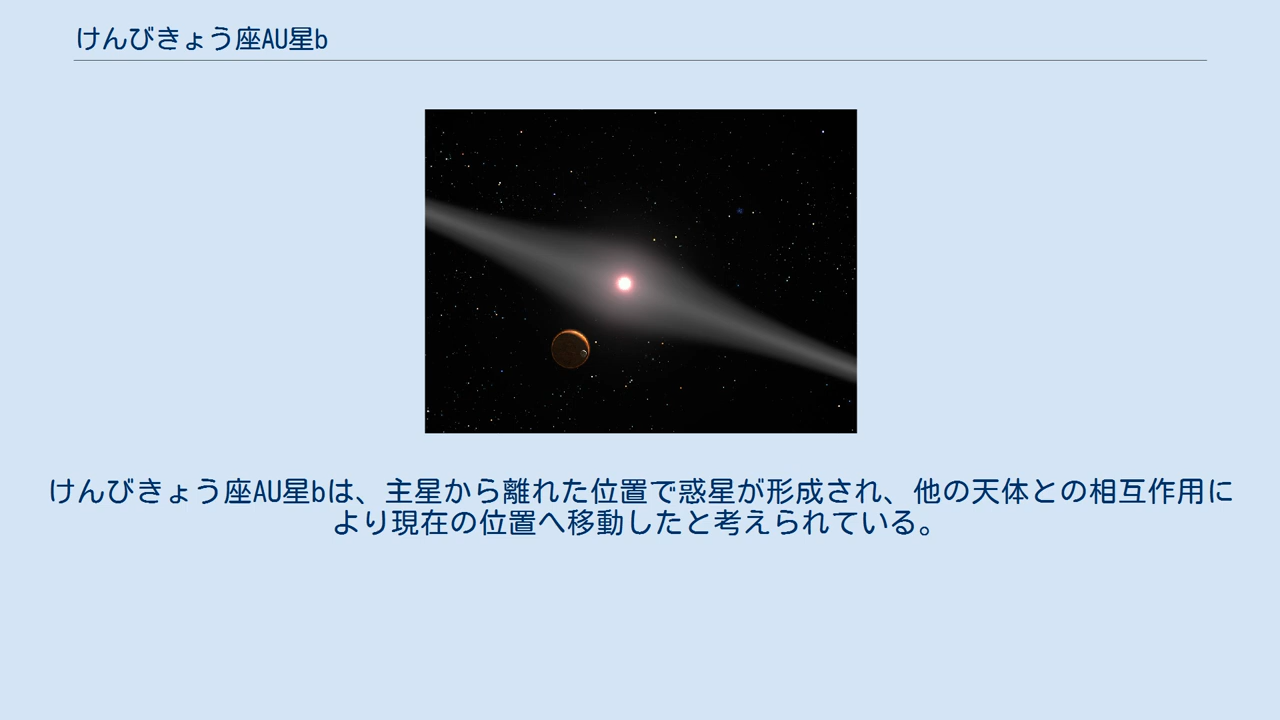 けんびきょう座AU星b
けんびきょう座AU星bは、主星から離れた位置で惑星が形成され、他の天体との相互作用に
より現在の位置へ移動したと考えられている。